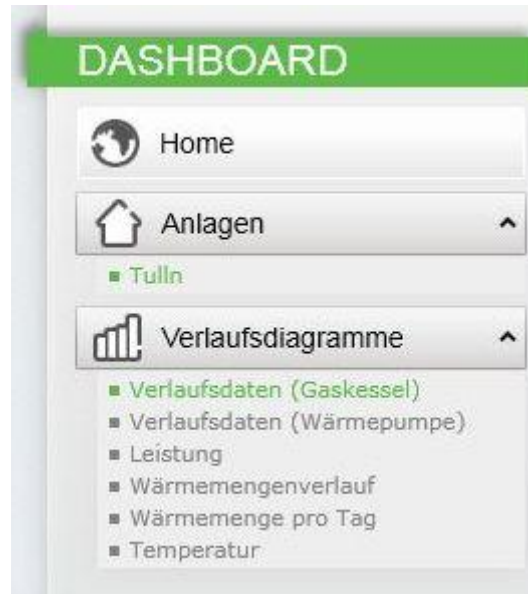 DASHBOARD
Home
Anlagen
Tulln
Verlaufsdiagramme
Verlaufsdaten (Gaskessel)
Verlaufsdaten (Wärmepumpe)
Leistung
Wärmemengenverlauf
Wärmemenge pro Tag
Temperatur